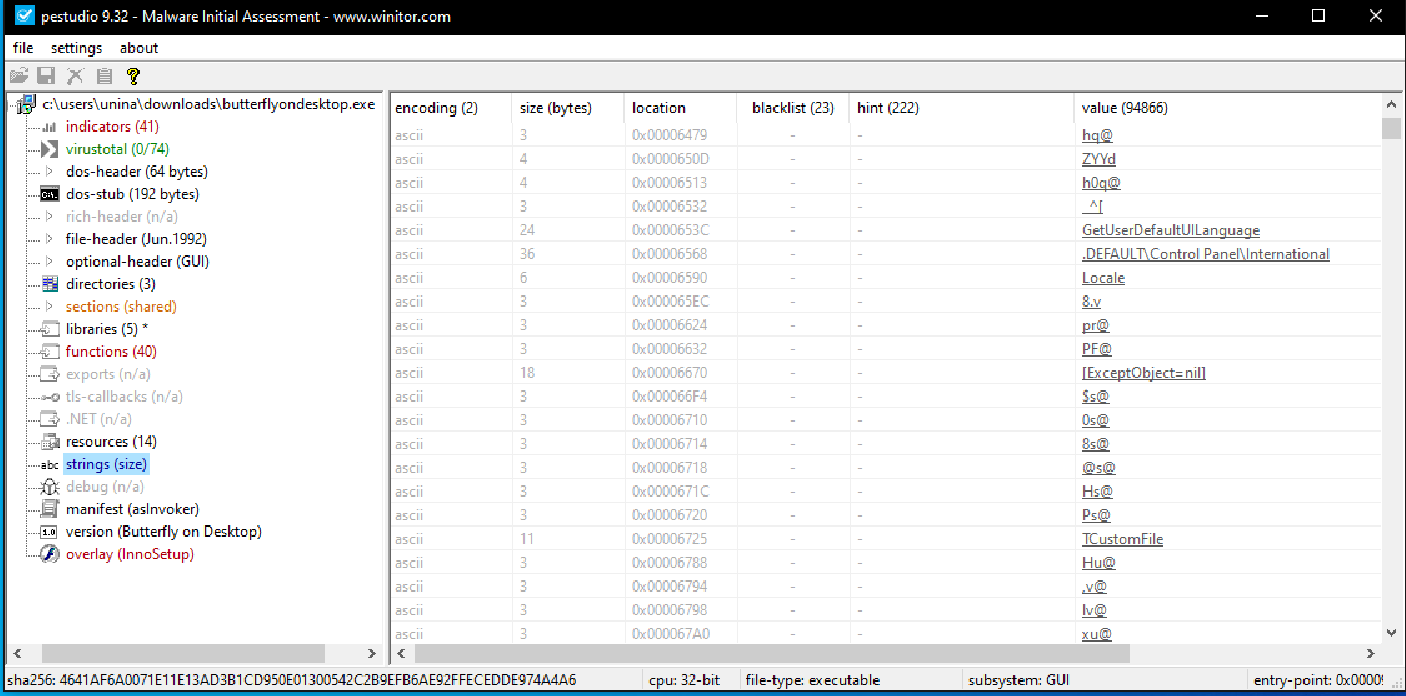 pestudio 9.32 - Malware Initial Assessment - www.winitor.com
file settings about
c:\users\unina\downloads\butterflyondesktop.exe
indicators (41)
virustotal (0/74)
dos-header (64 bytes)
dos-stub (192 bytes)
rich-header (n/a)
file-header (Jun.1992)
optional-header (GUI)
directories (3)
sections (shared)
libraries (5) *
functions (40)
exports (n/a)
tls-callbacks (n/a)
.NET (n/a)
resources (14)
abc strings (size)
debug (n/a)
manifest (asInvoker)
1.0 version (Butterfly on Desktop)
overlay (InnoSetup)
encoding (2) size (bytes) location blacklist (23) hint (222) value (94866)
ascii 3 0x00006479 - - hq@
ascii 4 0x0000650D - - ZYYd
ascii 4 0x00006513 - - h0q@
ascii 3 0x00006532 - - _^[
ascii 24 0x0000653C - - GetUserDefaultUILanguage
ascii 36 0x00006568 - - .DEFAULT\Control Panel\International
ascii 6 0x00006590 - - Locale
ascii 3 0x000065EC - - 8.v
ascii 3 0x00006624 - - pr@
ascii 3 0x00006632 - - PF@
ascii 18 0x00006670 - - [ExceptObject=nil]
ascii 3 0x000066F4 - - $s@
ascii 3 0x00006710 - - 0s@
ascii 3 0x00006714 - - 8s@
ascii 3 0x00006718 - - @s@
ascii 3 0x0000671C - - Hs@
ascii 3 0x00006720 - - Ps@
ascii 11 0x00006725 - - TCustomFile
ascii 3 0x00006788 - - Hu@
ascii 3 0x00006794 - - ,v@
ascii 3 0x00006798 - - lv@
ascii 3 0x000067A0 - - xu@
sha256: 4641AF6A0071E11E13AD3B1CD950E01300542C2B9EFB6AE92FFECEDDE974A4A6 cpu: 32-bit file-type: executable subsystem: GUI entry-point: 0x0000